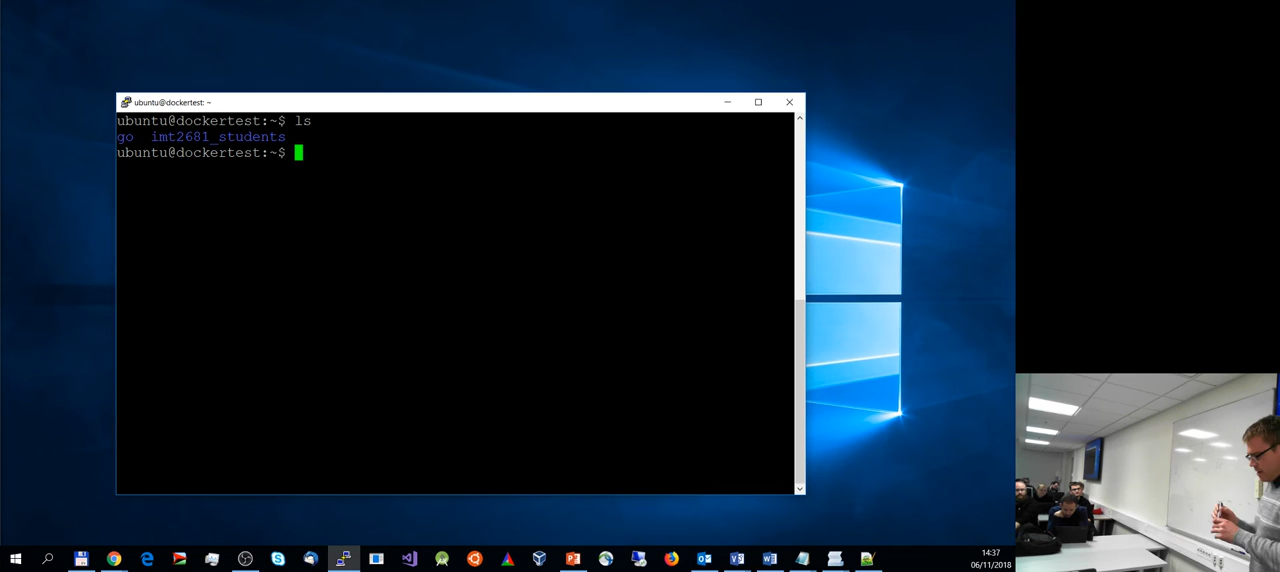 ubuntu@dockertest: ~
ubuntu@dockertest:~$ ls
go imt2681_students
ubuntu@dockertest:~$
14:37
06/11/2018